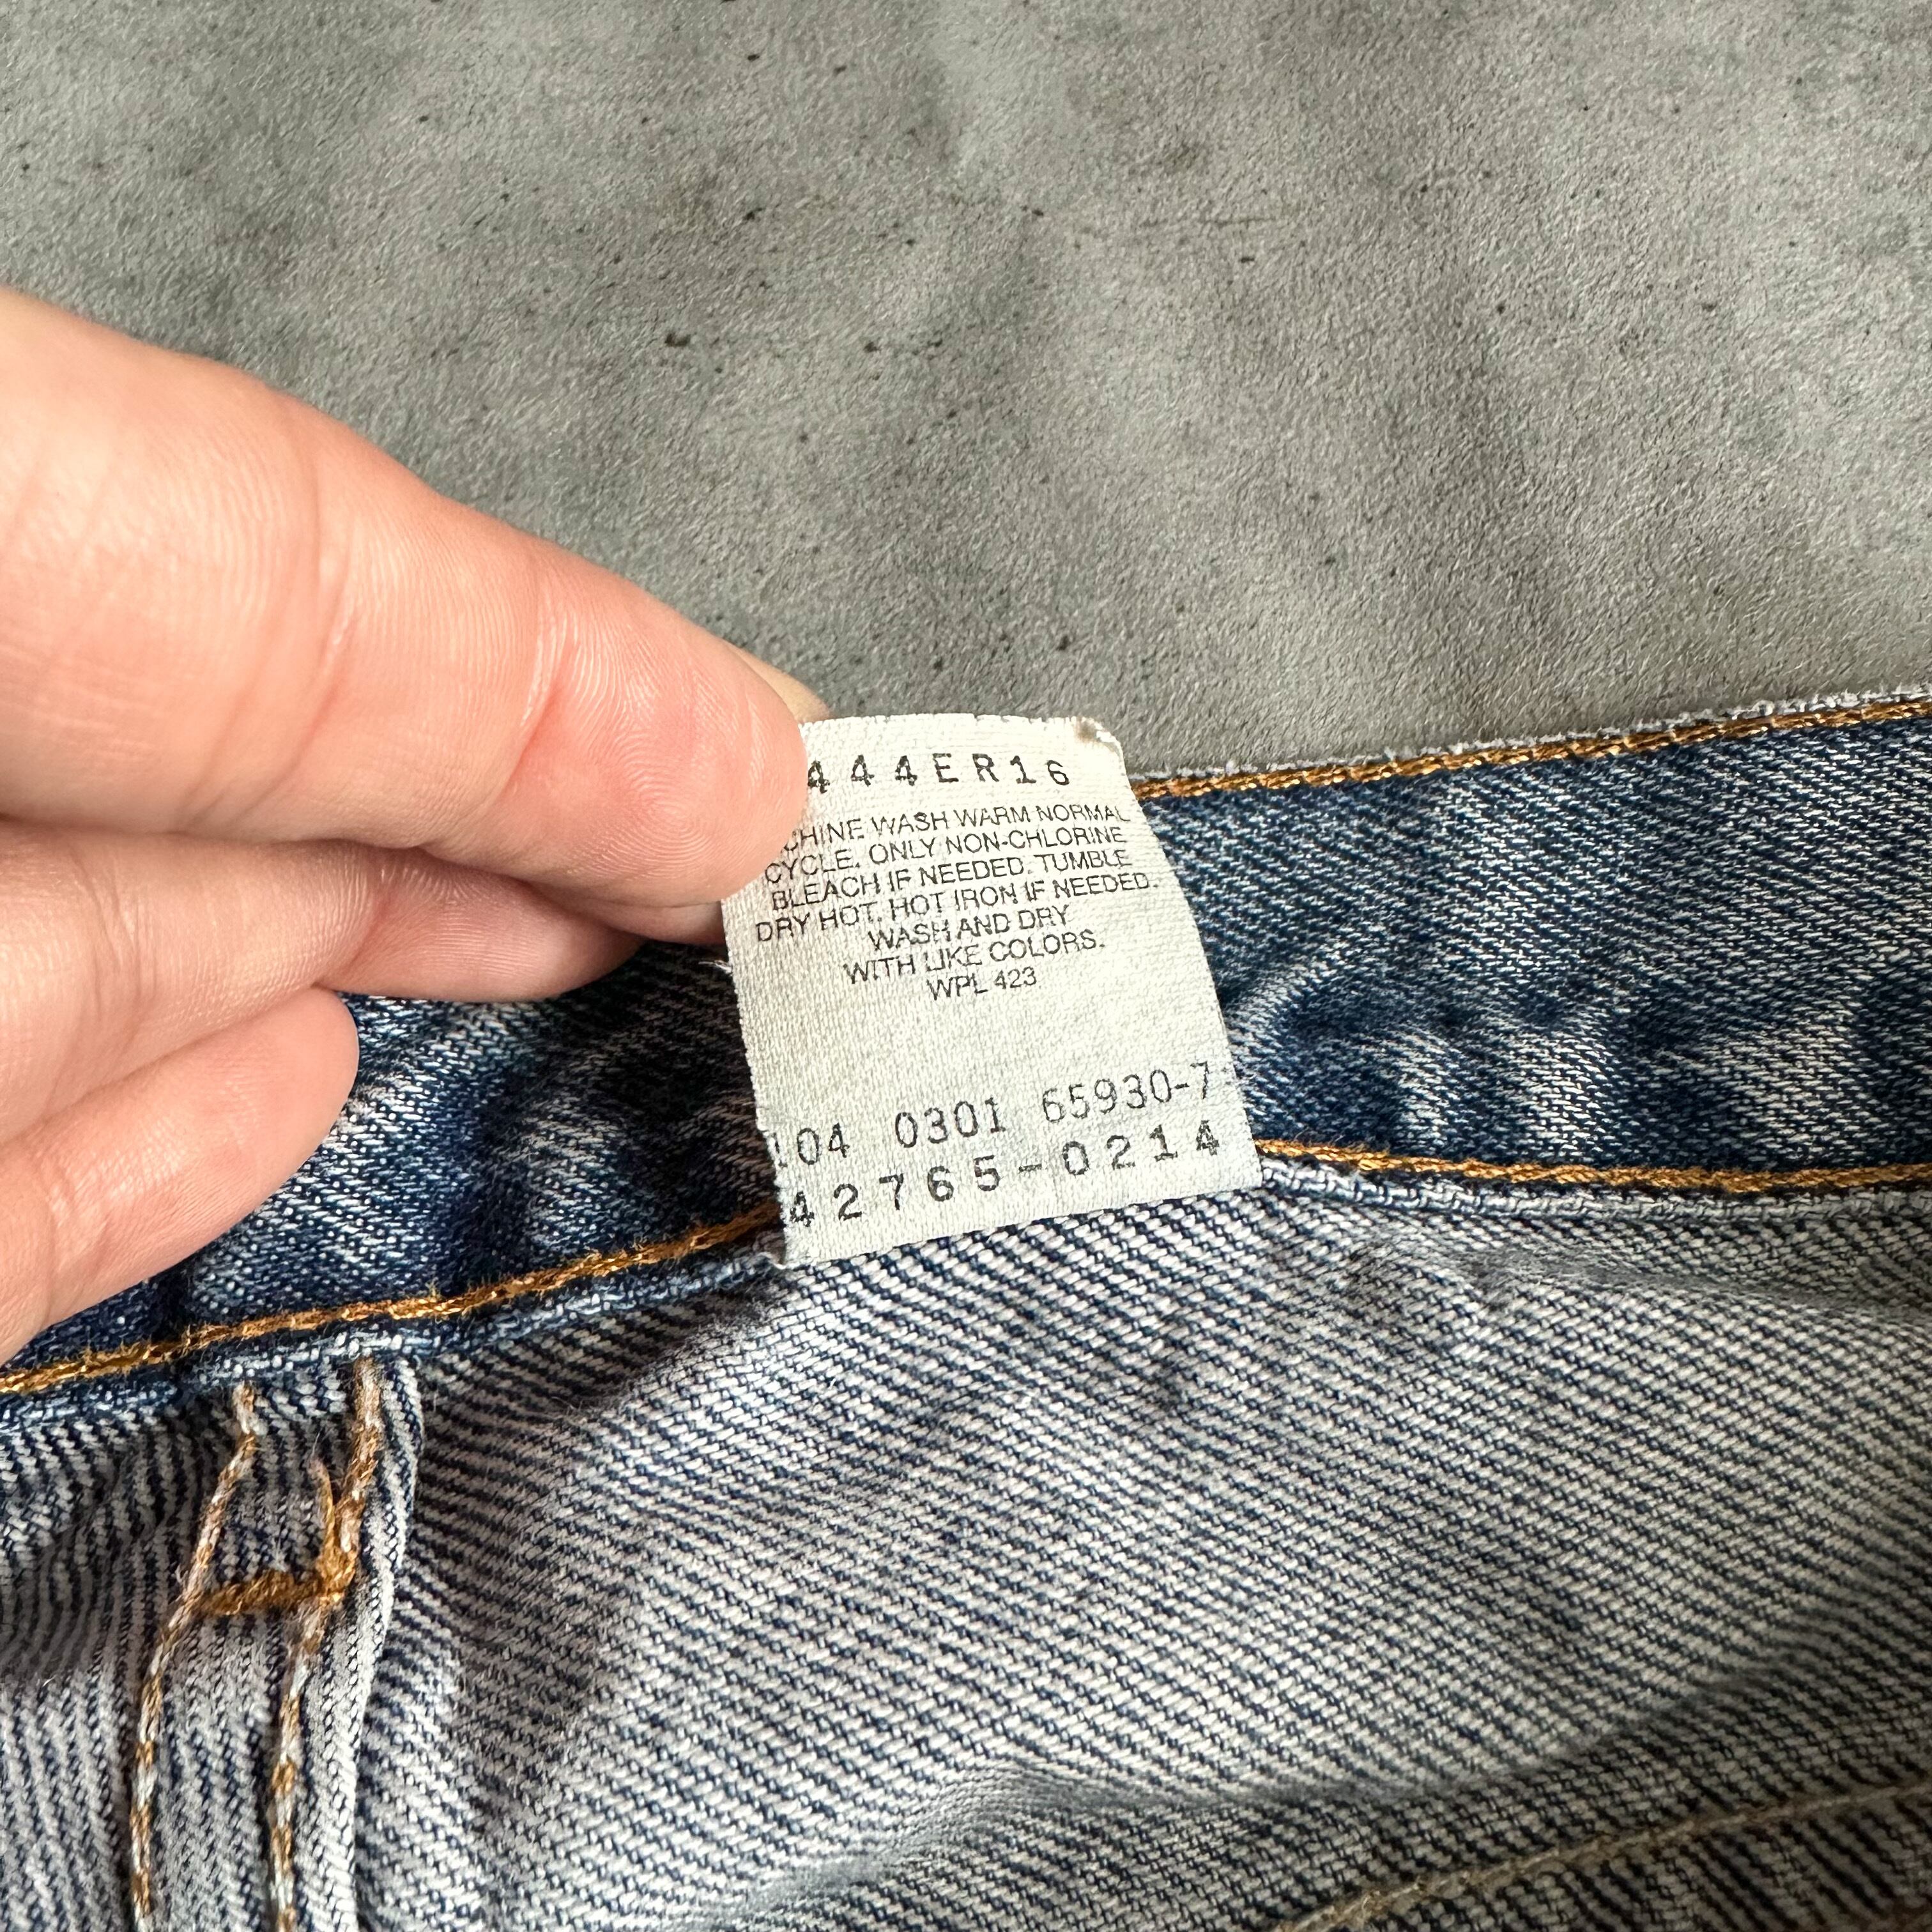 444ER16
CHINE WASH WARM NORMAL
CYCLE. ONLY NON-CHLORINE
BLEACH IF NEEDED. TUMBLE
DRY HOT. HOT IRON IF NEEDED.
WASH AND DRY
WITH LIKE COLORS.
WPL 423
104 0301 65930-7
42765-0214